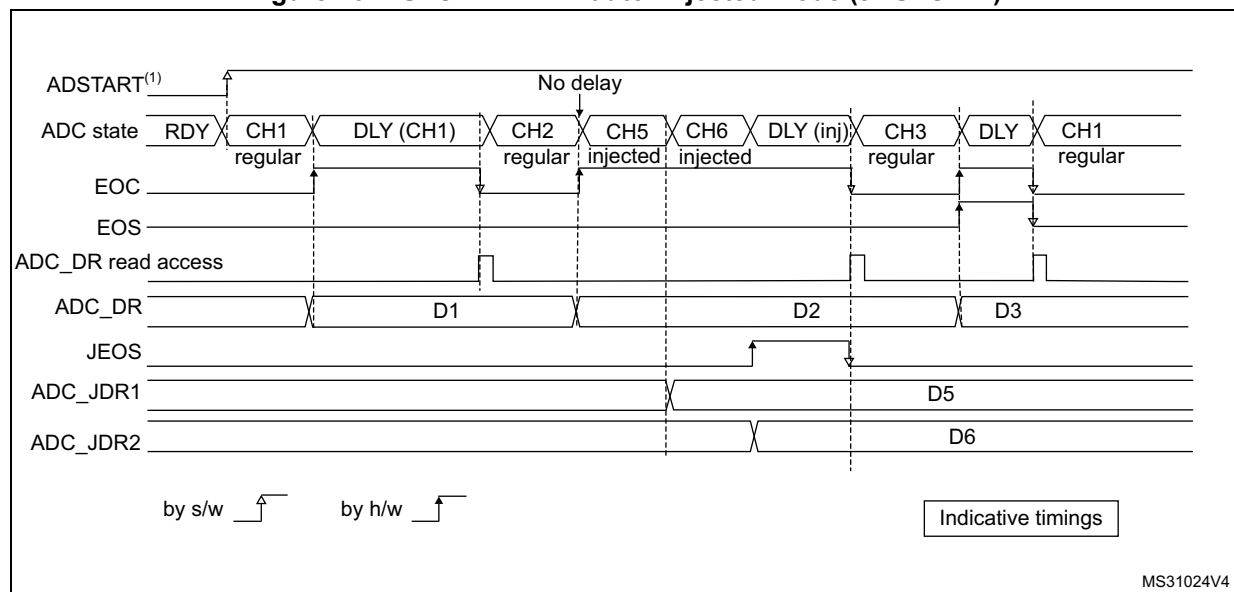 ADSTART(1)
No delay
ADC state RDY CH1 DLY (CH1) CH2 CH5 CH6 DLY (inj) CH3 DLY CH1
regular regular injected injected regular regular
EOC
EOS
ADC_DR read access
ADC_DR D1 D2 D3
JEOS
ADC_JDR1 D5
ADC_JDR2 D6
by s/w by h/w Indicative timings
MS31024V4